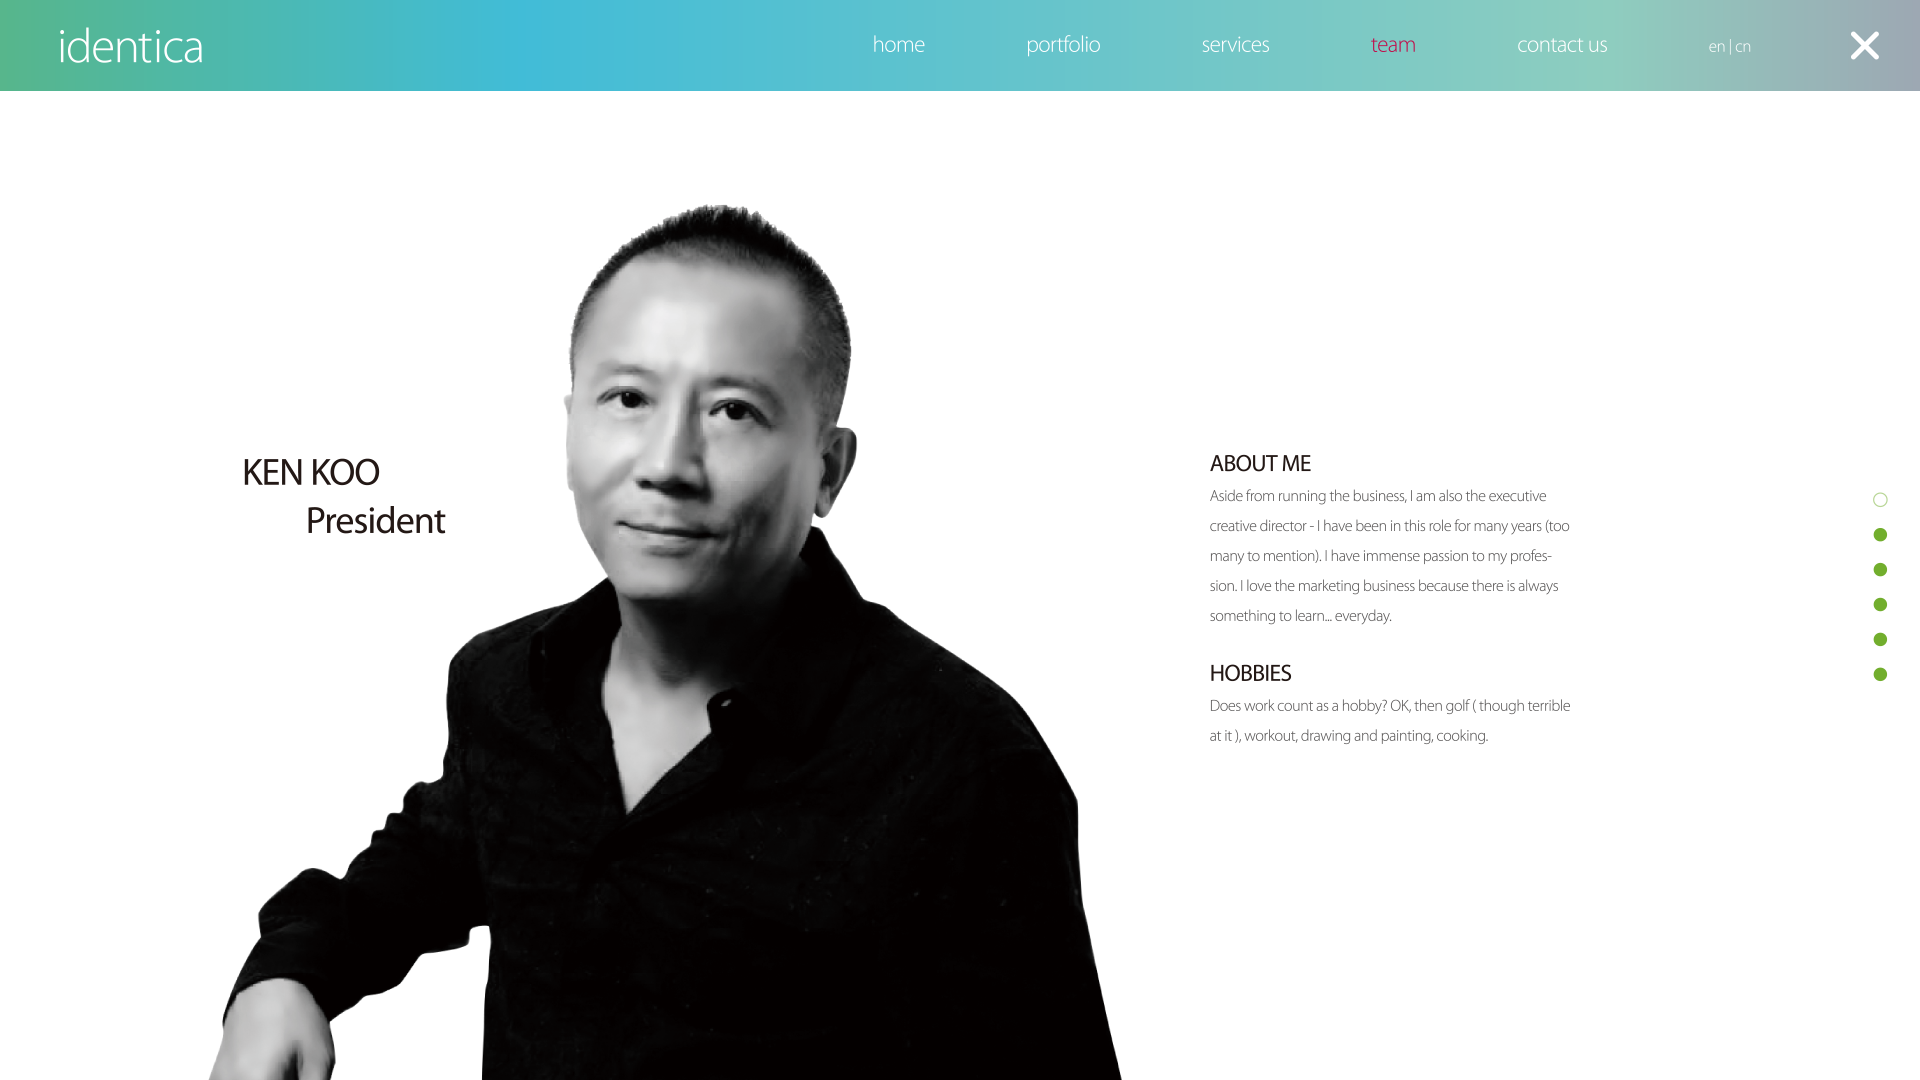 identica
home
portfolio
services
team
contact us
en | cn
KEN KOO
President
ABOUT ME
Aside from running the business, I am also the executive
creative director - I have been in this role for many years (too
many to mention). I have immense passion to my profes-
sion. I love the marketing business because there is always
something to learn... everyday.
HOBBIES
Does work count as a hobby? OK, then golf ( though terrible
at it ), workout, drawing and painting, cooking.